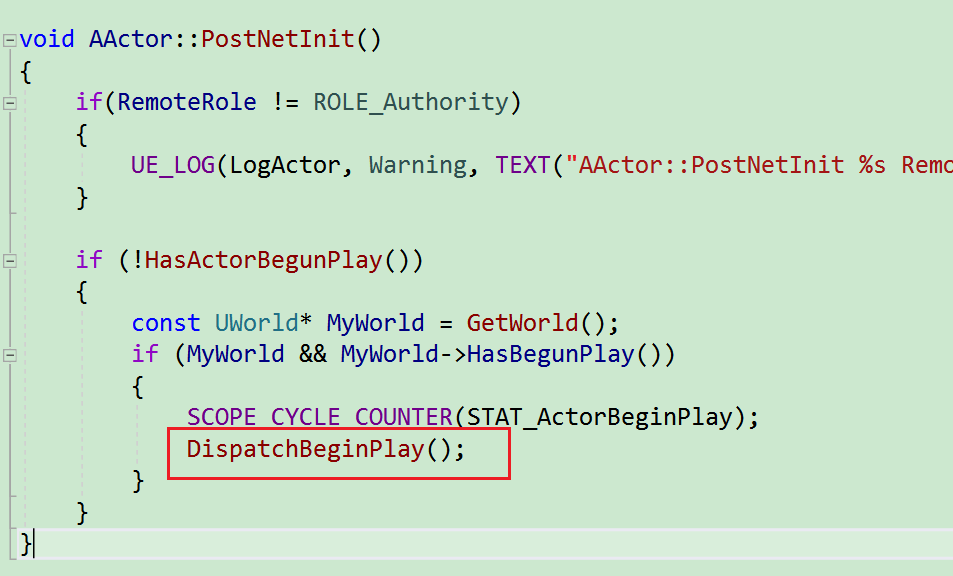 void AActor::PostNetInit()
{
if(RemoteRole != ROLE_Authority)
{
UE_LOG(LogActor, Warning, TEXT("AActor::PostNetInit %s Remo
}
if (!HasActorBegunPlay())
{
const UWorld* MyWorld = GetWorld();
if (MyWorld && MyWorld->HasBegunPlay())
{
SCOPE_CYCLE_COUNTER(STAT_ActorBeginPlay);
DispatchBeginPlay();
}
}
}